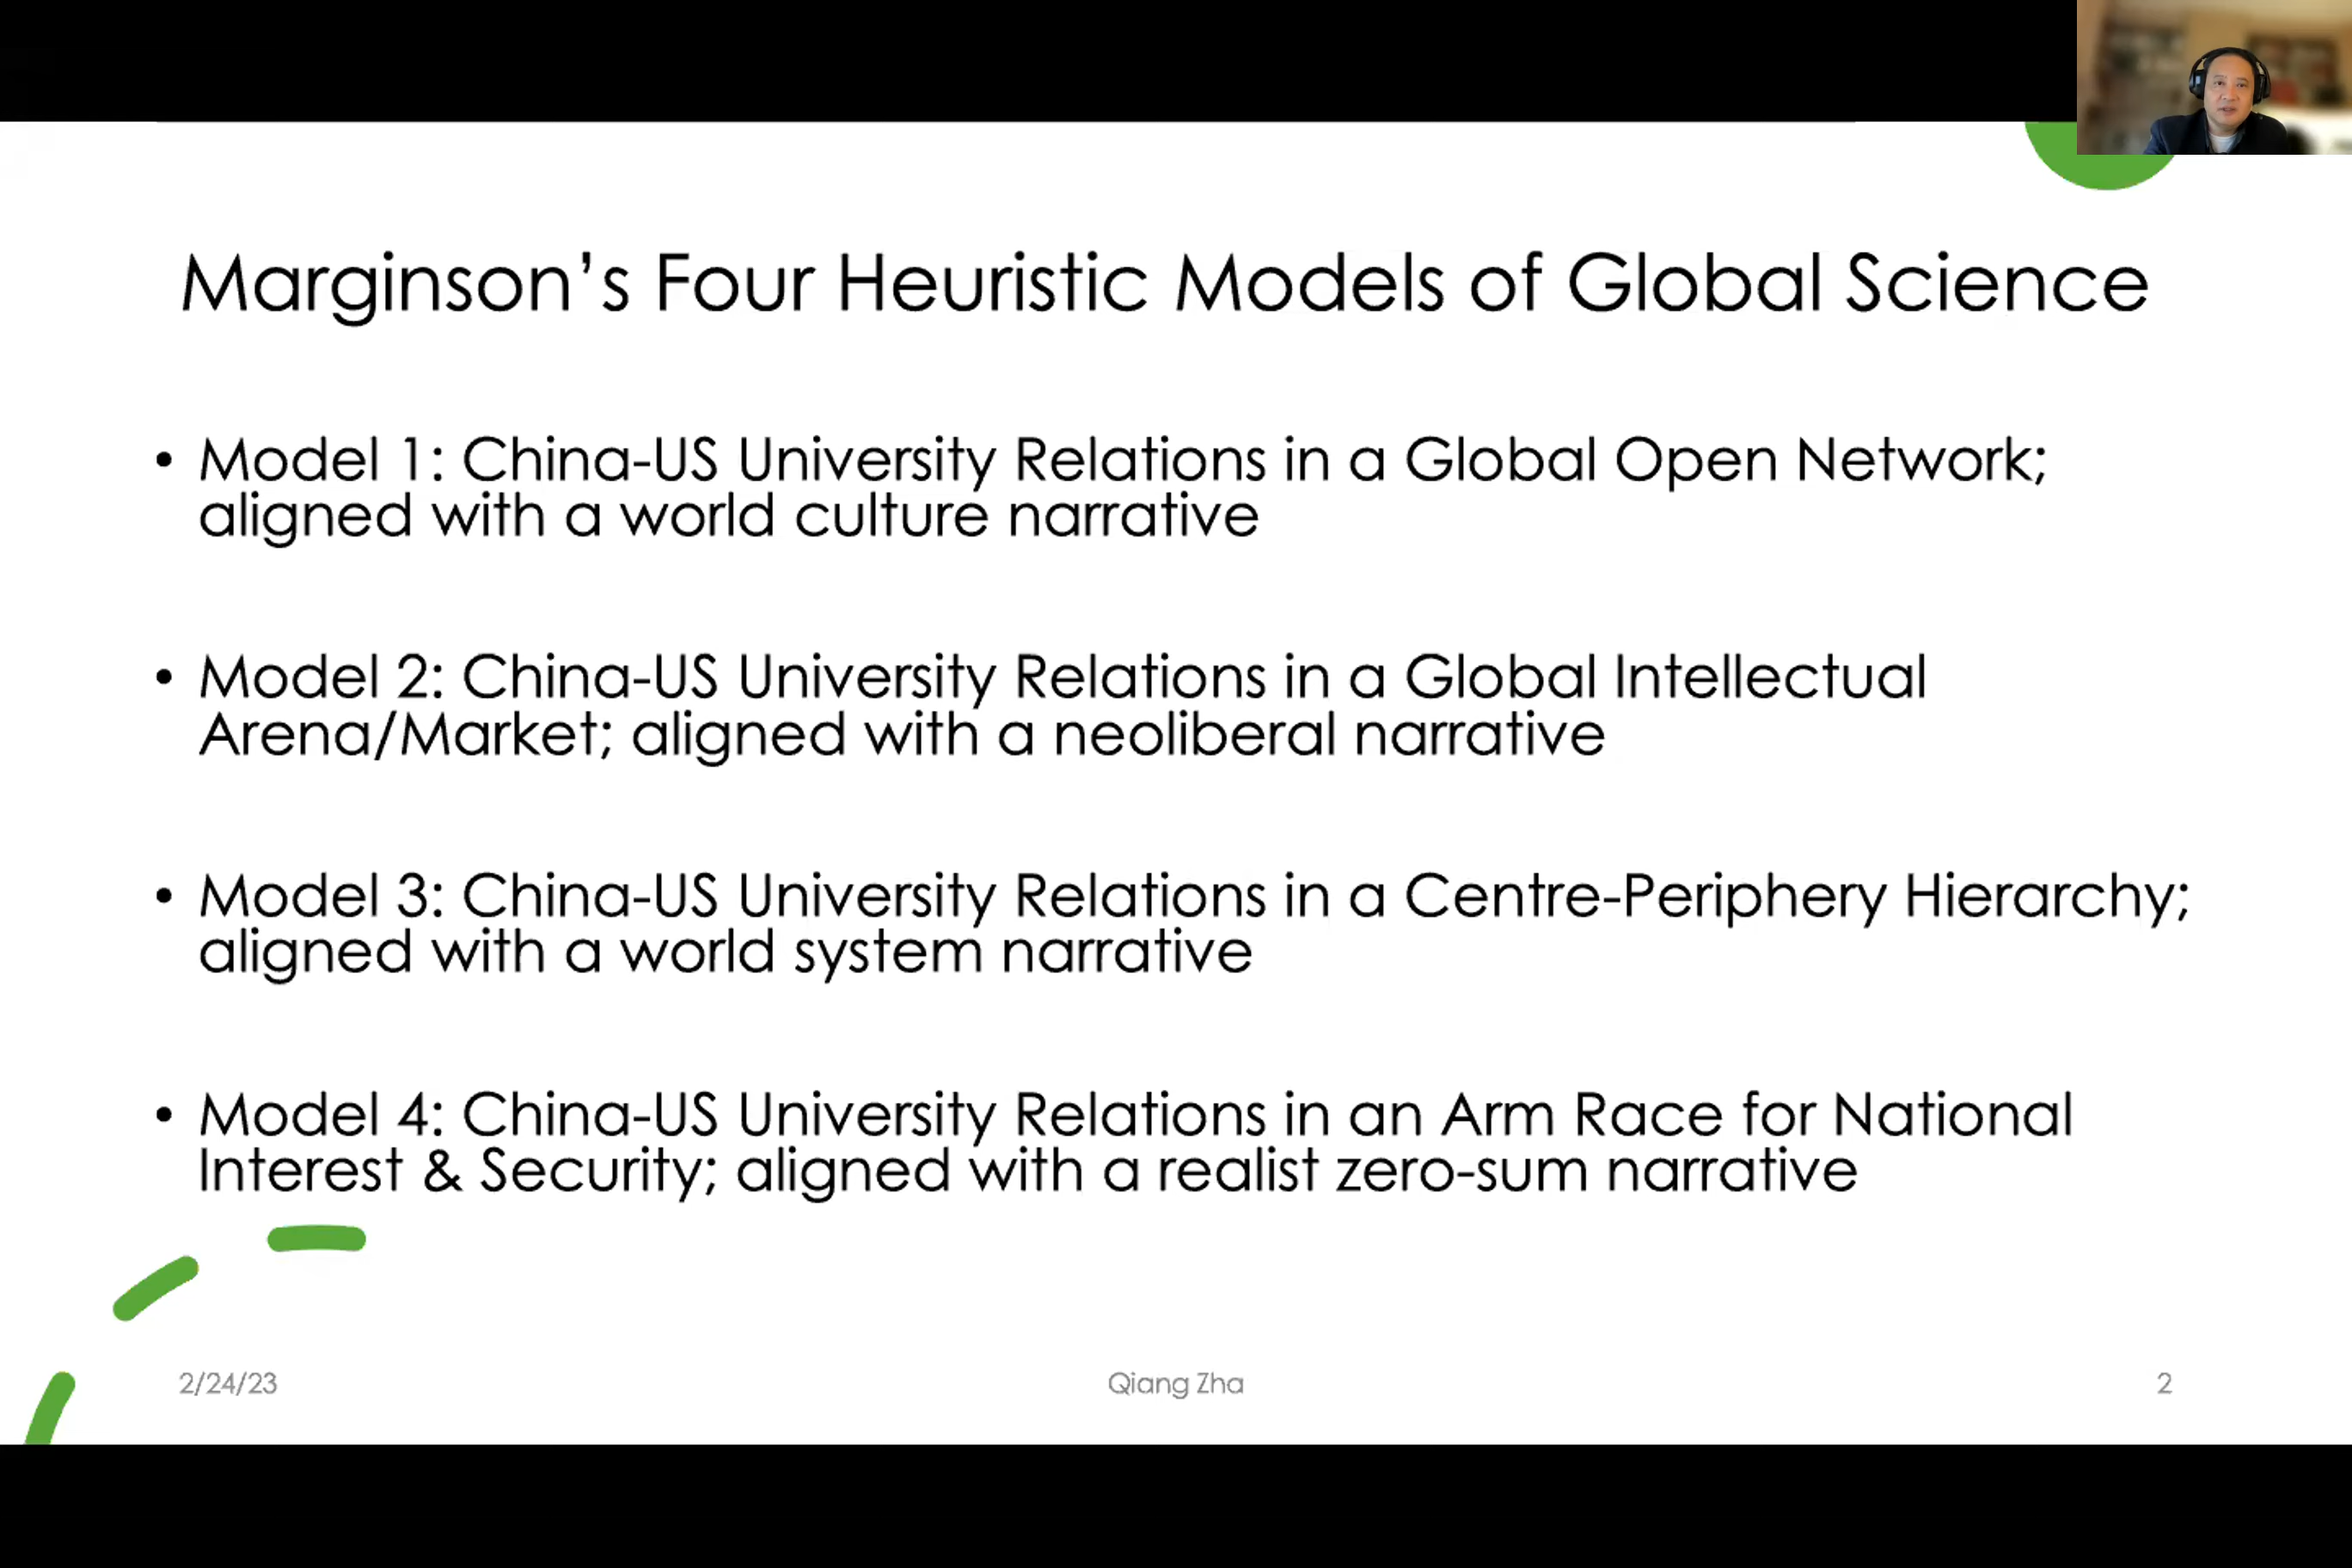 Marginson’s Four Heuristic Models of Global Science
• Model 1: China-US University Relations in a Global Open Network;
aligned with a world culture narrative
• Model 2: China-US University Relations in a Global Intellectual
Arena/Market; aligned with a neoliberal narrative
• Model 3: China-US University Relations in a Centre-Periphery Hierarchy;
aligned with a world system narrative
• Model 4: China-US University Relations in an Arm Race for National
Interest & Security; aligned with a realist zero-sum narrative
2/24/23
Qiang Zha
2